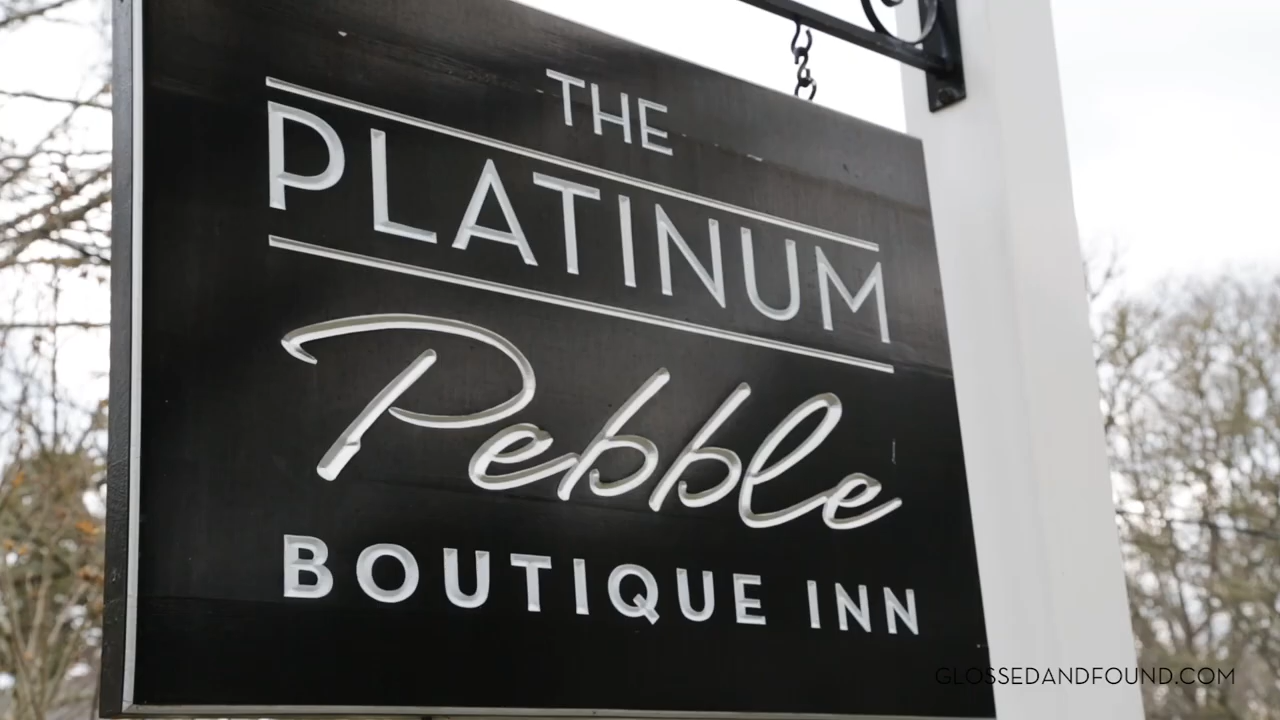 THE
PLATINUM
Pebble
BOUTIQUE INN
GLOSSEDANDFOUND.COM